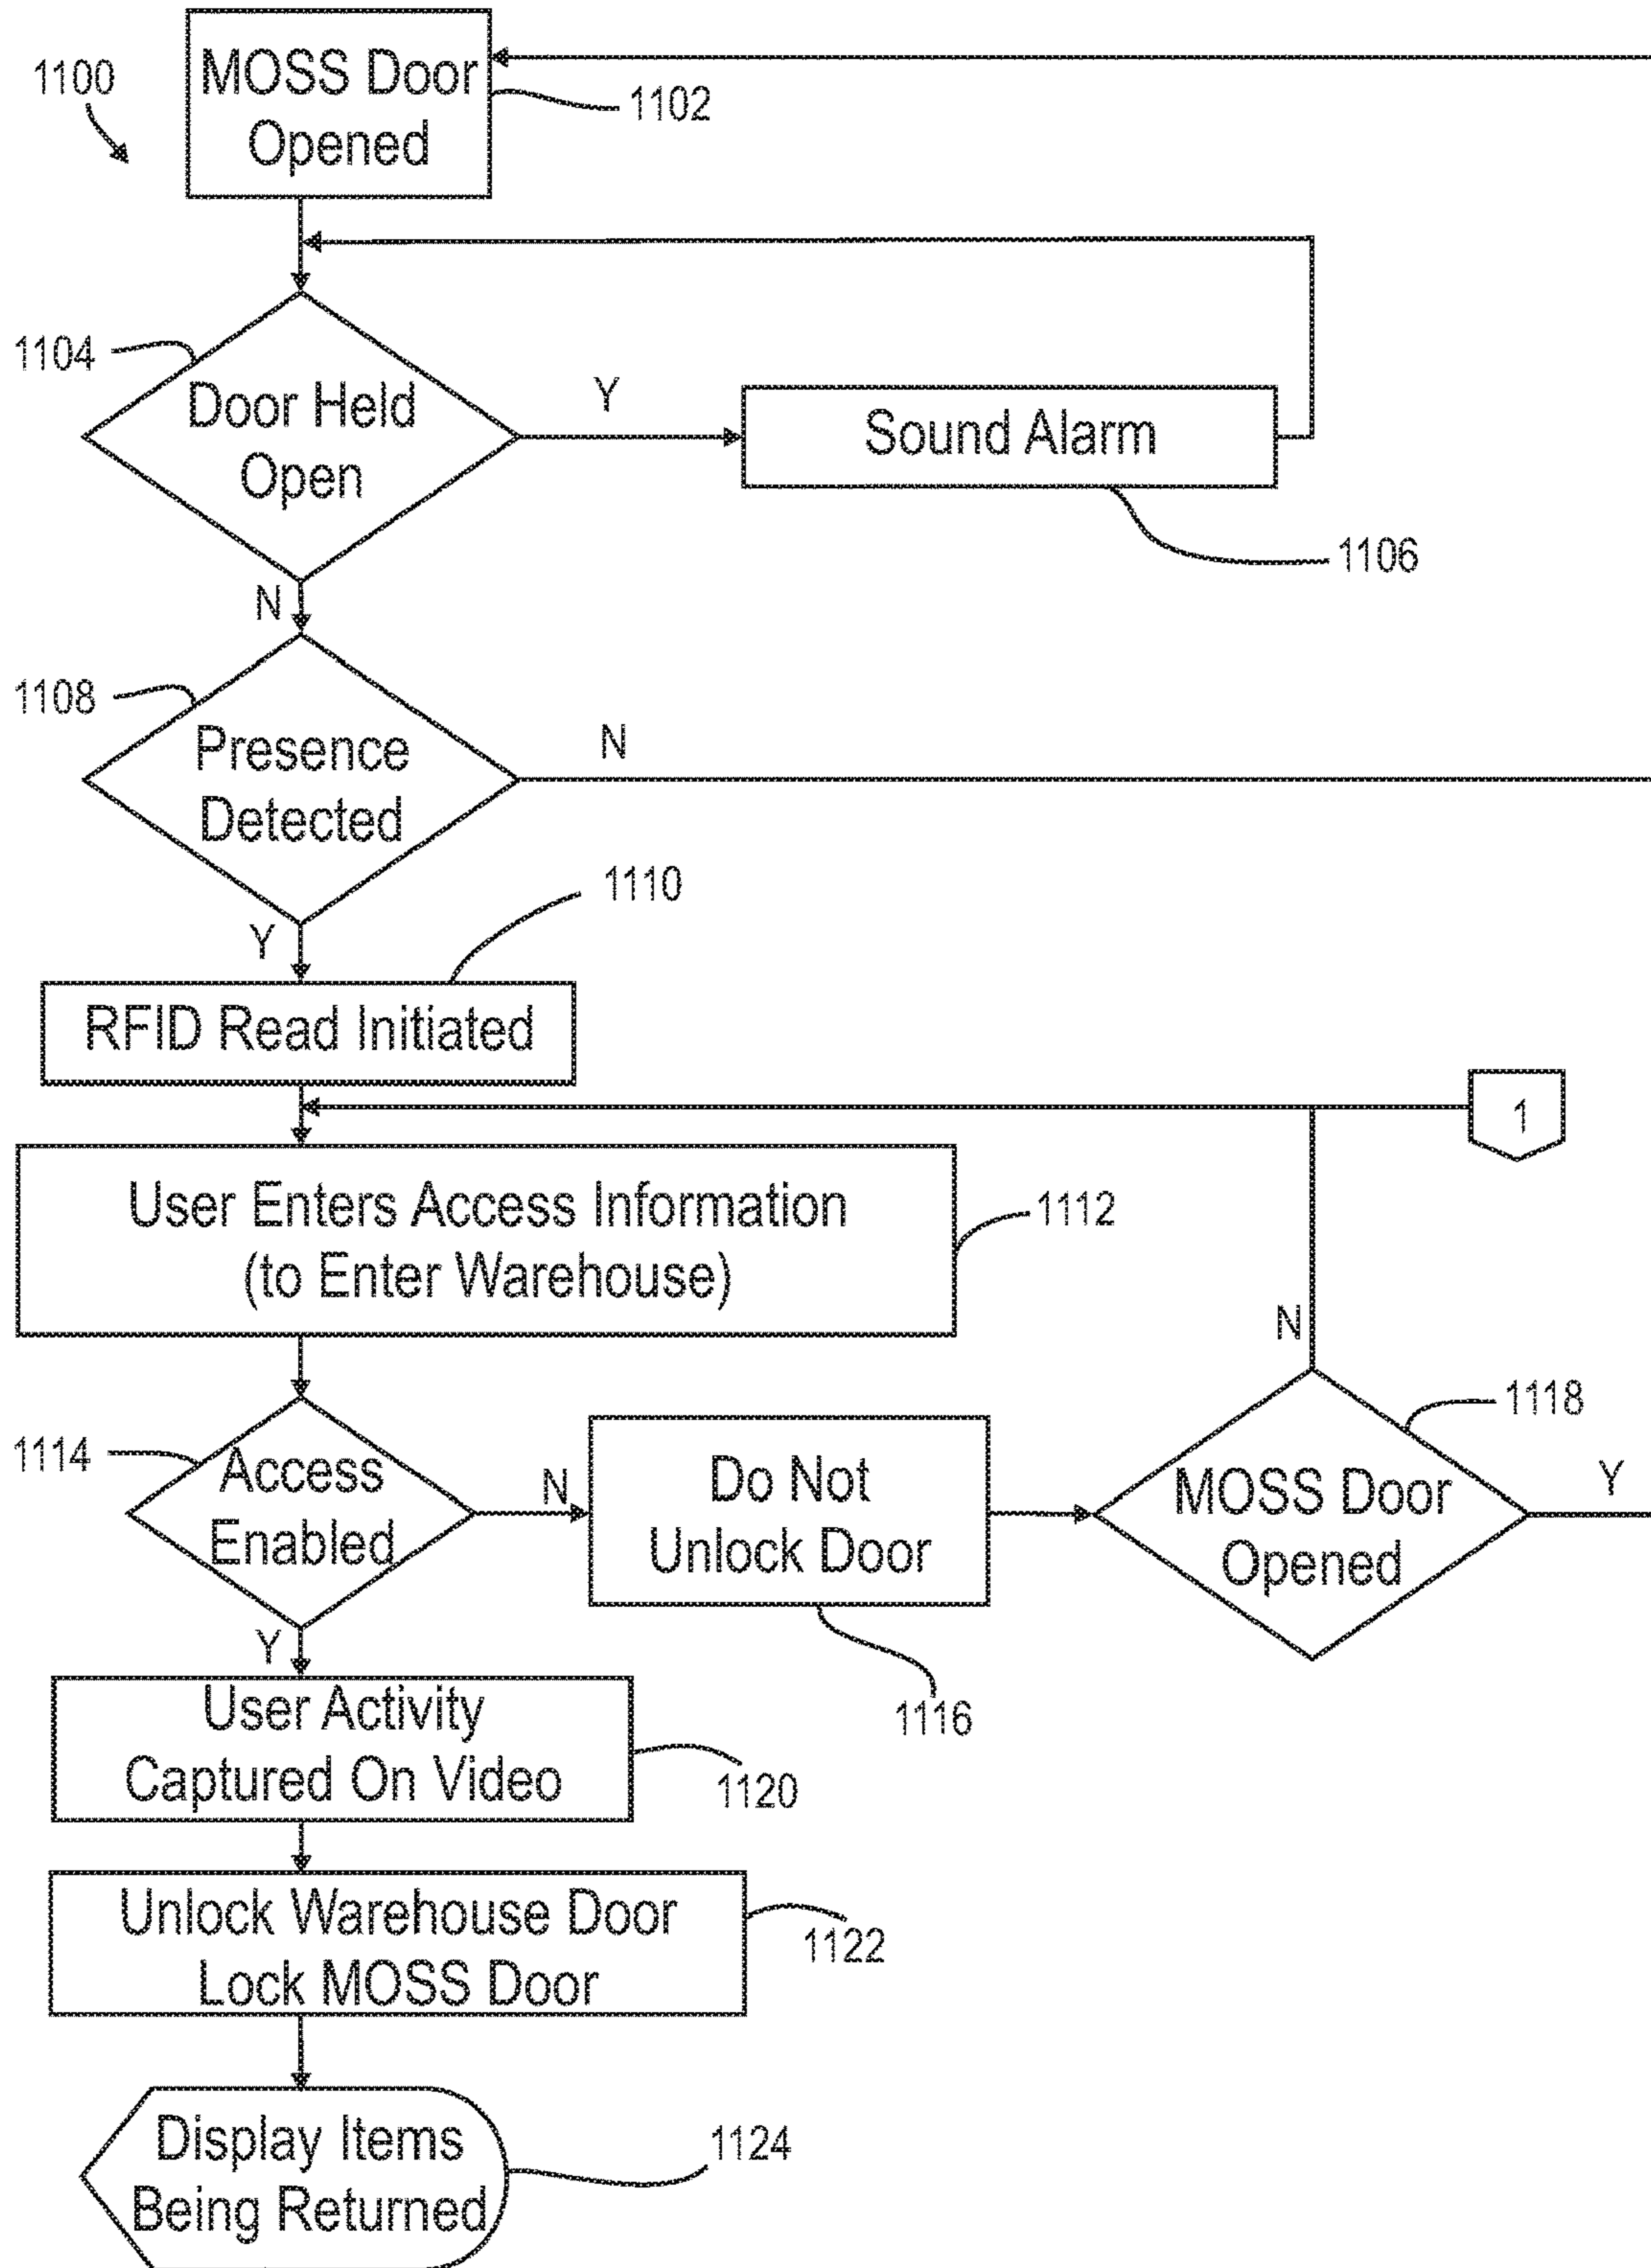 1100
MOSS Door
Opened
1102
1104
Door Held
Open
Y
Sound Alarm
1106
N
1108
Presence
Detected
N
1110
Y
RFID Read Initiated
1
User Enters Access Information
(to Enter Warehouse)
1112
N
1114
Access
Enabled
N
Do Not
Unlock Door
1118
MOSS Door
Opened
Y
Y
1116
User Activity
Captured On Video
1120
Unlock Warehouse Door
Lock MOSS Door
1122
Display Items
Being Returned
1124